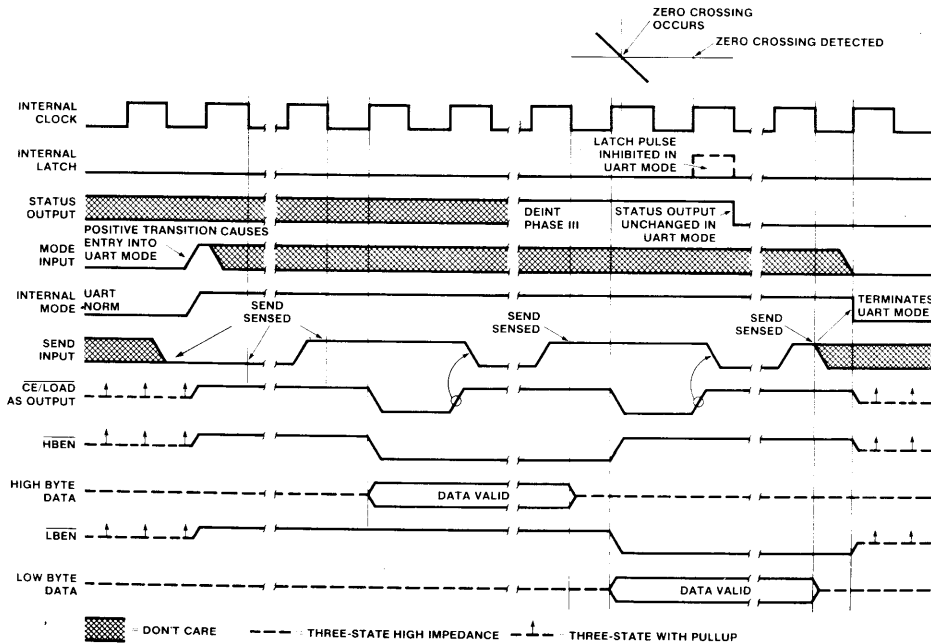 ZERO CROSSING
OCCURS
ZERO CROSSING DETECTED
INTERNAL
CLOCK
INTERNAL
LATCH
LATCH PULSE
INHIBITED IN
UART MODE
STATUS
OUTPUT
DEINT
PHASE III
STATUS OUTPUT
UNCHANGED IN
UART MODE
POSITIVE TRANSITION CAUSES
ENTRY INTO
UART MODE
MODE
INPUT
INTERNAL
MODE
UART
NORM
SEND
SENSED
SEND
SENSED
SEND
SENSED
TERMINATES
UART MODE
SEND
INPUT
CE/LOAD
AS OUTPUT
HBEN
HIGH BYTE
DATA
DATA VALID
LBEN
LOW BYTE
DATA
DATA VALID
= DON'T CARE
= THREE-STATE HIGH IMPEDANCE
= THREE-STATE WITH PULLUP